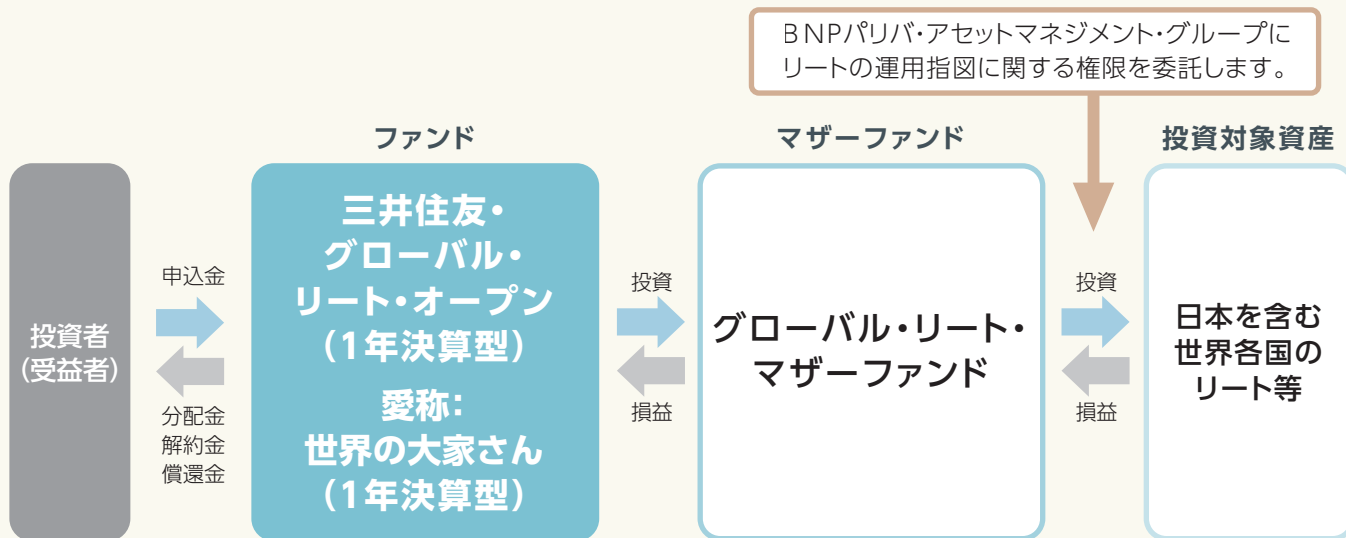 BNPパリバ・アセットマネジメント・グループに
リートの運用指図に関する権限を委託します。
ファンド
マザーファンド
投資対象資産
投資者
(受益者)
申込金
分配金
解約金
償還金
三井住友・
グローバル・
リート・オープン
(1年決算型)
愛称:
世界の大家さん
(1年決算型)
投資
損益
グローバル・リート・
マザーファンド
投資
損益
日本を含む
世界各国の
リート等